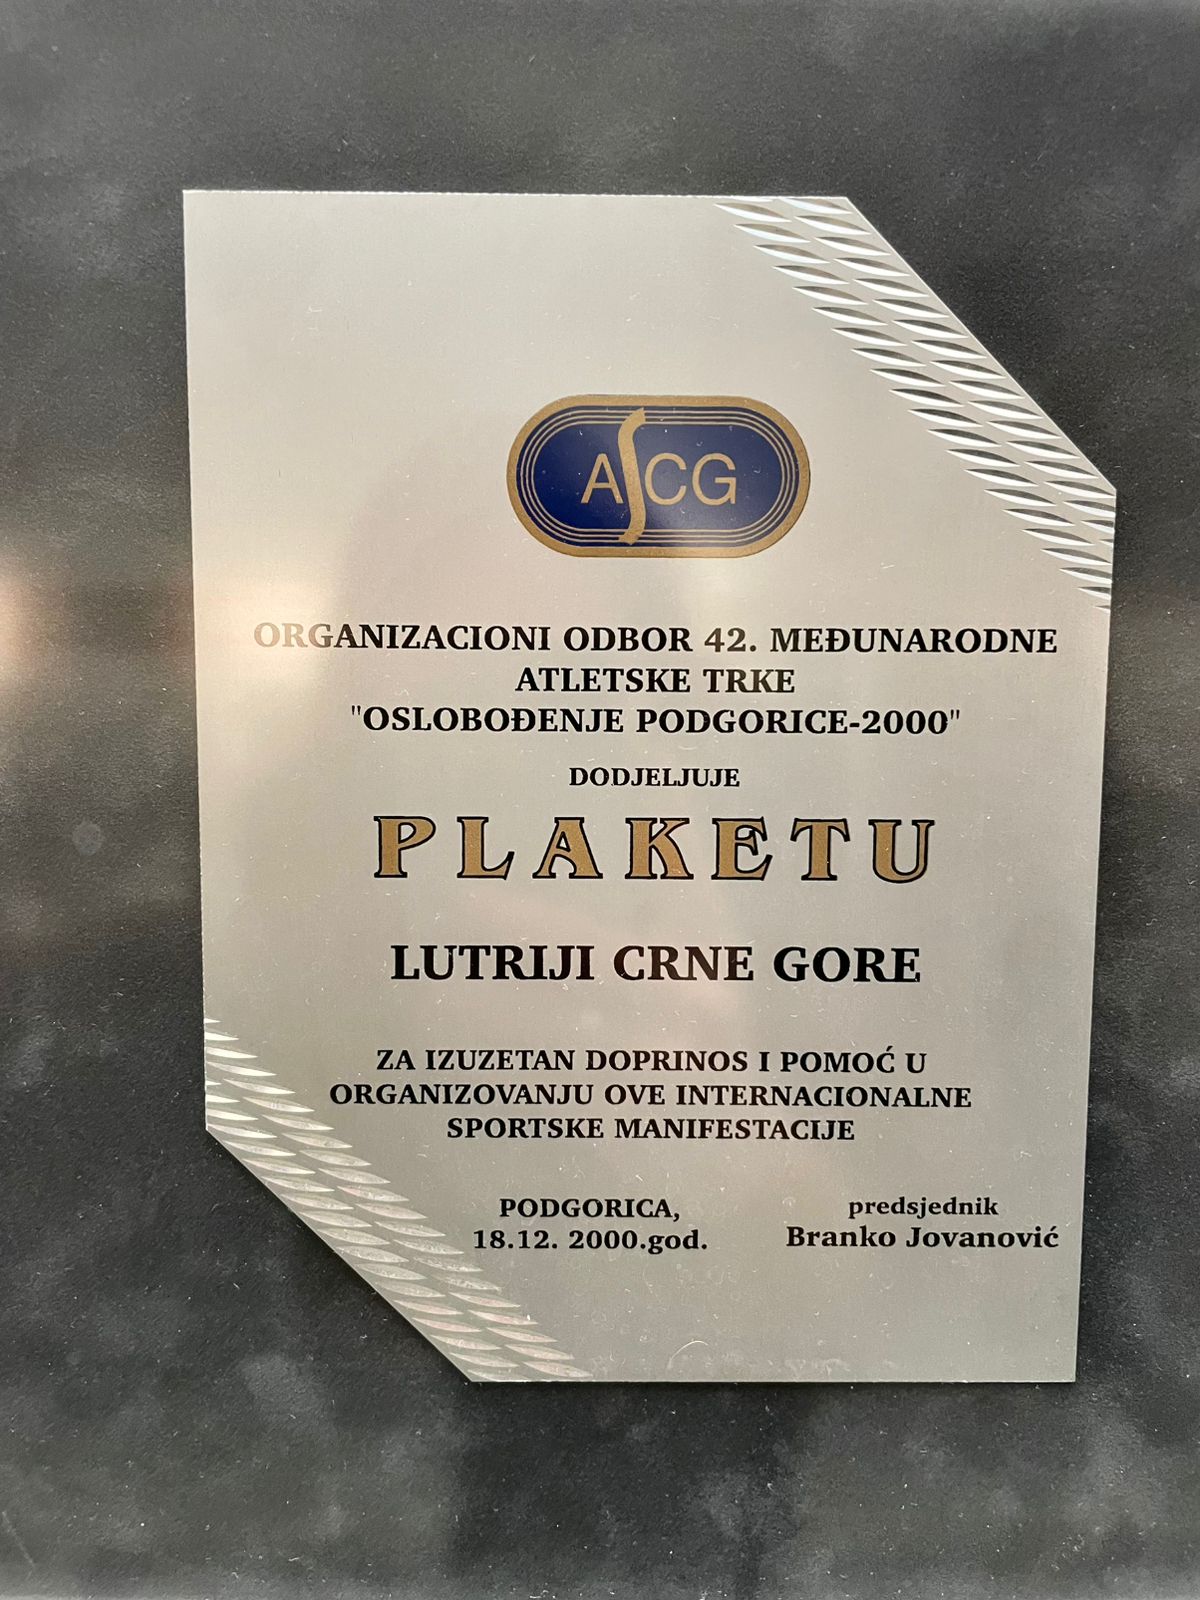 ASCG
ORGANIZACIONI ODBOR 42. MEĐUNARODNE
ATLETSKE TRKE
"OSLOBOĐENJE PODGORICE-2000"
DODJELJUJE
PLAKETU
LUTRIJI CRNE GORE
ZA IZUZETAN DOPRINOS I POMOĆ U
ORGANIZOVANJU OVE INTERNACIONALNE
SPORTSKE MANIFESTACIJE
PODGORICA,
18.12. 2000.god.
predsjednik
Branko Jovanović